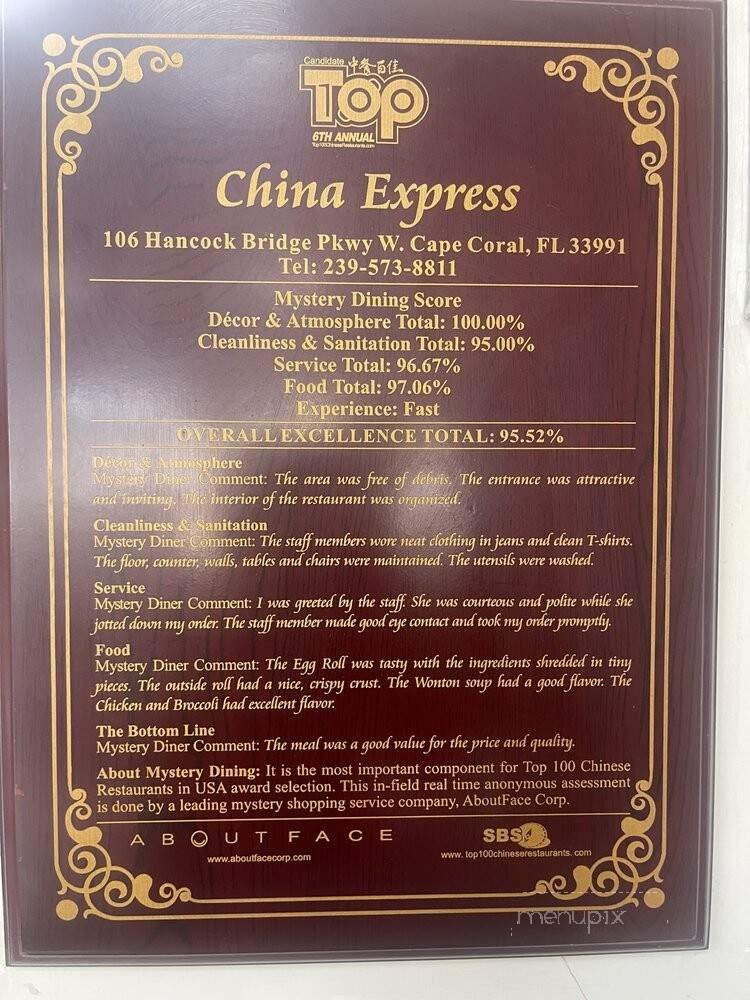 Candidate 中餐百佳
Top
6TH ANNUAL
Top100ChineseRestaurants.com
China Express
106 Hancock Bridge Pkwy W. Cape Coral, FL 33991
Tel: 239-573-8811
Mystery Dining Score
Décor & Atmosphere Total: 100.00%
Cleanliness & Sanitation Total: 95.00%
Service Total: 96.67%
Food Total: 97.06%
Experience: Fast
OVERALL EXCELLENCE TOTAL: 95.52%
Décor & Atmosphere
Mystery Diner Comment: The area was free of debris. The entrance was attractive
and inviting. The interior of the restaurant was organized.
Cleanliness & Sanitation
Mystery Diner Comment: The staff members wore neat clothing in jeans and clean T-shirts.
The floor, counter, walls, tables and chairs were maintained. The utensils were washed.
Service
Mystery Diner Comment: I was greeted by the staff. She was courteous and polite while she
jotted down my order. The staff member made good eye contact and took my order promptly.
Food
Mystery Diner Comment: The Egg Roll was tasty with the ingredients shredded in tiny
pieces. The outside roll had a nice, crispy crust. The Wonton soup had a good flavor. The
Chicken and Broccoli had excellent flavor.
The Bottom Line
Mystery Diner Comment: The meal was a good value for the price and quality.
About Mystery Dining: It is the most important component for Top 100 Chinese
Restaurants in USA award selection. This in-field real time anonymous assessment
is done by a leading mystery shopping service company, AboutFace Corp.
ABOUT FACE SBS
www.aboutfacecorp.com www.top100chineserestaurants.com
menupix